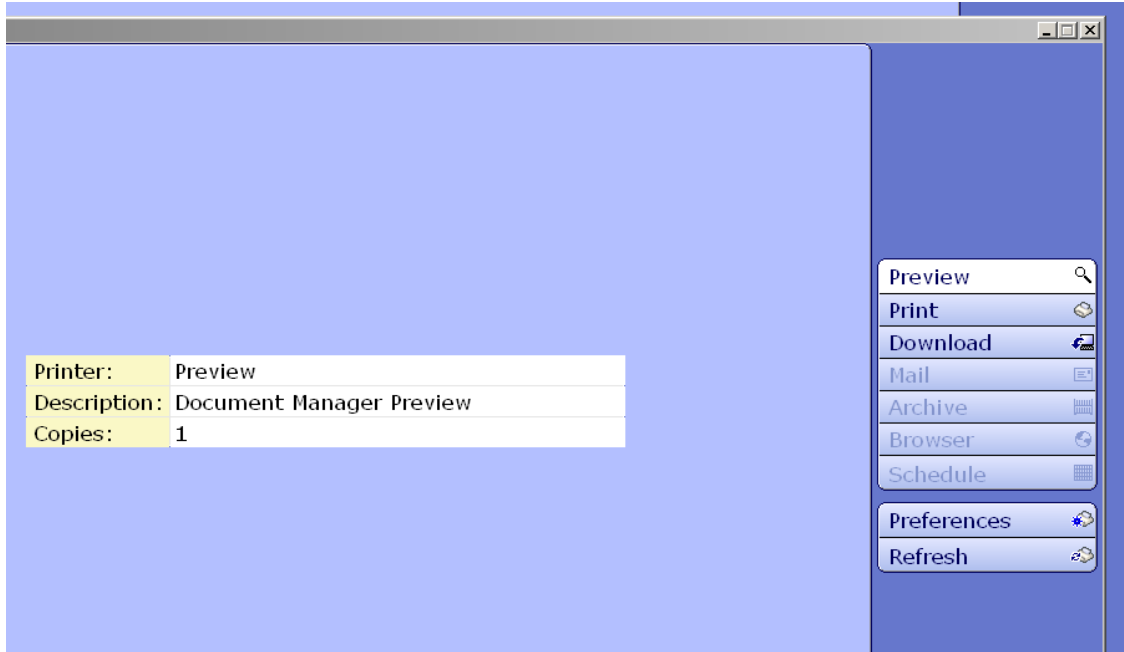 Printer: Preview
Description: Document Manager Preview
Copies: 1
Preview
Print
Download
Mail
Archive
Browser
Schedule
Preferences
Refresh